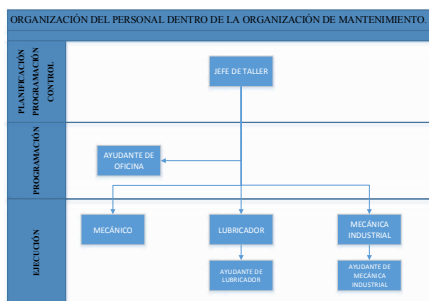 ORGANIZACIÓN DEL PERSONAL DENTRO DE LA ORGANIZACIÓN DE MANTENIMIENTO.
PLANIFICACIÓN
PROGRAMACIÓN
CONTROL
JEFE DE TALLER
PROGRAMACIÓN
AYUDANTE DE
OFICINA
EJECUCIÓN
MECÁNICO
LUBRICADOR
MECÁNICA
INDUSTRIAL
AYUDANTE DE
LUBRICADOR
AYUDANTE DE
MECÁNICA
INDUSTRIAL